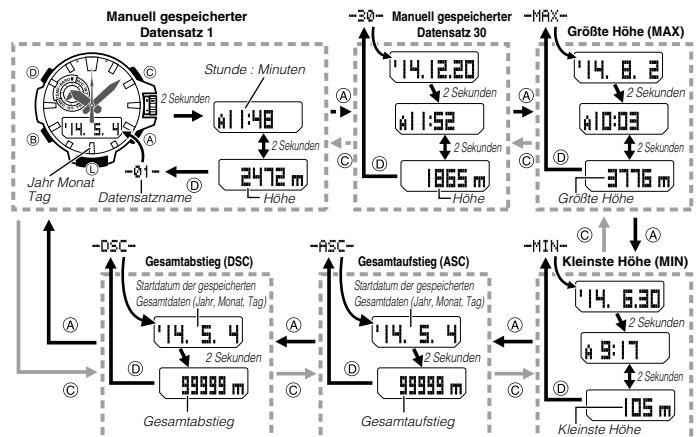 Manuell gespeicherter
Datensatz 1
D
C
B
A
L
'14. 5. 4
2 Sekunden
Stunde : Minuten
A11:48
2 Sekunden
2472 m
Höhe
D
-01-
Datensatzname
Jahr Monat
Tag
A
C
-30-
Manuell gespeicherter
Datensatz 30
'14.12.20
2 Sekunden
A11:52
2 Sekunden
D
1865 m
Höhe
A
C
-MAX-
Größte Höhe (MAX)
'14. 8. 2
2 Sekunden
A10:03
2 Sekunden
D
3776 m
Größte Höhe
C
A
-DSC-
Gesamtabstieg (DSC)
Startdatum der gespeicherten
Gesamtdaten (Jahr, Monat, Tag)
'14. 5. 4
2 Sekunden
D
99999 m
Gesamtabstieg
A
C
A
C
-ASC-
Gesamtaufstieg (ASC)
Startdatum der gespeicherten
Gesamtdaten (Jahr, Monat, Tag)
'14. 5. 4
2 Sekunden
D
99999 m
Gesamtaufstieg
A
C
-MIN-
Kleinste Höhe (MIN)
'14. 6.30
2 Sekunden
A 9:17
2 Sekunden
D
105 m
Kleinste Höhe